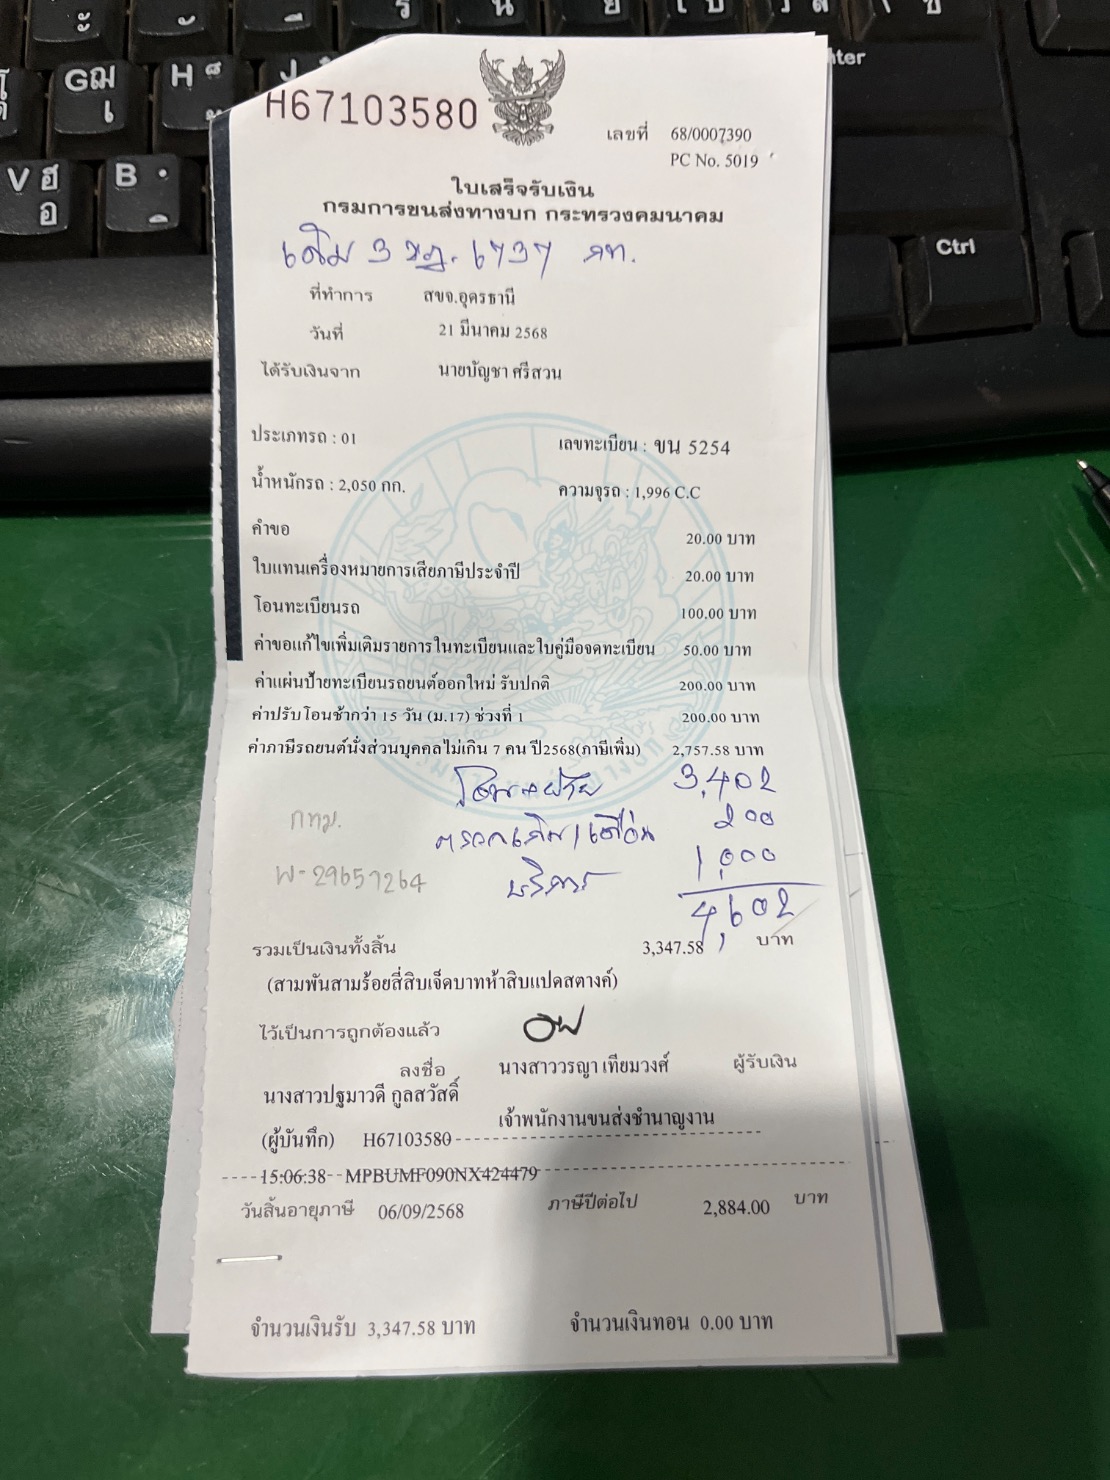 H67103580
เลขที่ 68/0007390
PC No. 5019
ใบเสร็จรับเงิน
กรมการขนส่งทางบก กระทรวงคมนาคม
เดิม 3 ขฎ. 6737 กท.
ที่ทำการ สขจ.อุดรธานี
วันที่ 21 มีนาคม 2568
ได้รับเงินจาก นายบัญชา ศรีสวน
ประเภทรถ : 01
เลขทะเบียน : ขน 5254
น้ำหนักรถ : 2,050 กก.
ความจุรถ : 1,996 C.C
คำขอ 20.00 บาท
ใบแทนเครื่องหมายการเสียภาษีประจำปี 20.00 บาท
โอนทะเบียนรถ 100.00 บาท
ค่าขอแก้ไขเพิ่มเติมรายการในทะเบียนและใบคู่มือจดทะเบียน 50.00 บาท
ค่าแผ่นป้ายทะเบียนรถยนต์ออกใหม่ รับปกติ 200.00 บาท
ค่าปรับโอนช้ากว่า 15 วัน (ม.17) ช่วงที่ 1 200.00 บาท
ค่าภาษีรถยนต์นั่งส่วนบุคคลไม่เกิน 7 คน ปี2568(ภาษีเพิ่ม) 2,757.58 บาท
โอน+ย้าย 3,402
200
กทม.
บริการ 1,000
W-29657264
4,602
รวมเป็นเงินทั้งสิ้น 3,347.58 บาท
(สามพันสามร้อยสี่สิบเจ็ดบาทห้าสิบแปดสตางค์)
ไว้เป็นการถูกต้องแล้ว
ลงชื่อ นางสาววรญา เทียมวงศ์ ผู้รับเงิน
นางสาวปฐมาวดี กูลสวัสดิ์
เจ้าพนักงานขนส่งชำนาญงาน
(ผู้บันทึก) H67103580
15:06:38 MPBUMF090NX424479
วันสิ้นอายุภาษี 06/09/2568 ภาษีปีต่อไป 2,884.00 บาท
จำนวนเงินรับ 3,347.58 บาท จำนวนเงินทอน 0.00 บาท